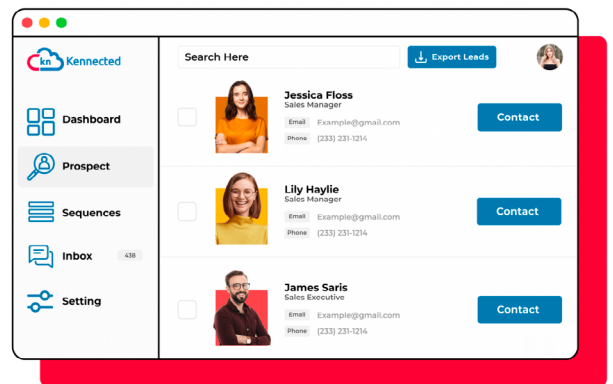 kn Kennected
Search Here
Export Leads
Dashboard
Prospect
Sequences
Inbox 438
Setting
Jessica Floss
Sales Manager
Email Example@gmail.com
Phone (233) 231-1214
Contact
Lily Haylie
Sales Manager
Email Example@gmail.com
Phone (233) 231-1214
Contact
James Saris
Sales Executive
Email Example@gmail.com
Phone (233) 231-1214
Contact